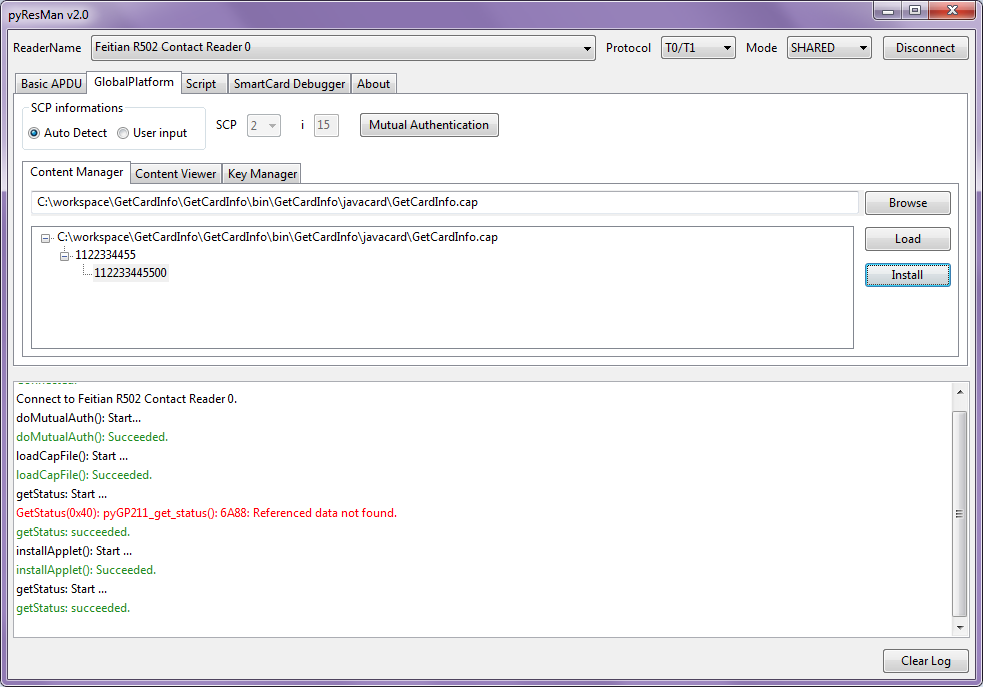 pyResMan v2.0
ReaderName Feitian R502 Contact Reader 0 Protocol T0/T1 Mode SHARED Disconnect
Basic APDU GlobalPlatform Script SmartCard Debugger About
SCP informations
Auto Detect User input SCP 2 i 15 Mutual Authentication
Content Manager Content Viewer Key Manager
C:\workspace\GetCardInfo\GetCardInfo\bin\GetCardInfo\javacard\GetCardInfo.cap Browse
C:\workspace\GetCardInfo\GetCardInfo\bin\GetCardInfo\javacard\GetCardInfo.cap Load
1122334455
112233445500 Install
Connect to Feitian R502 Contact Reader 0.
doMutualAuth(): Start...
doMutualAuth(): Succeeded.
loadCapFile(): Start ...
loadCapFile(): Succeeded.
getStatus: Start ...
GetStatus(0x40): pyGP211_get_status(): 6A88: Referenced data not found.
getStatus: succeeded.
installApplet(): Start ...
installApplet(): Succeeded.
getStatus: Start ...
getStatus: succeeded.
Clear Log